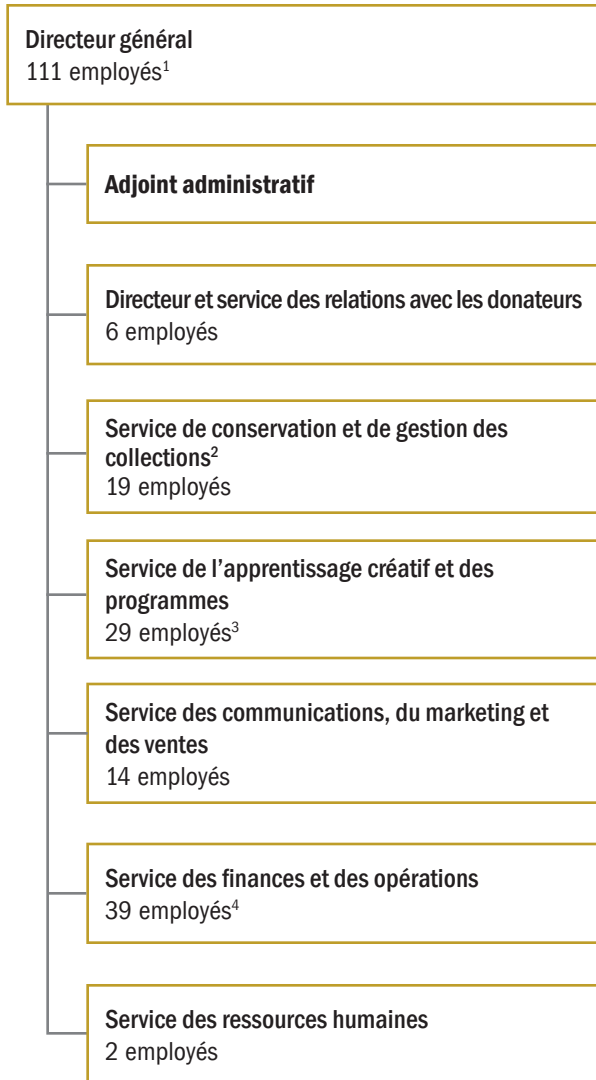 Directeur général
111 employés¹
Adjoint administratif
Directeur et service des relations avec les donateurs
6 employés
Service de conservation et de gestion des
collections²
19 employés
Service de l’apprentissage créatif et des
programmes
29 employés³
Service des communications, du marketing et
des ventes
14 employés
Service des finances et des opérations
39 employés⁴
Service des ressources humaines
2 employés